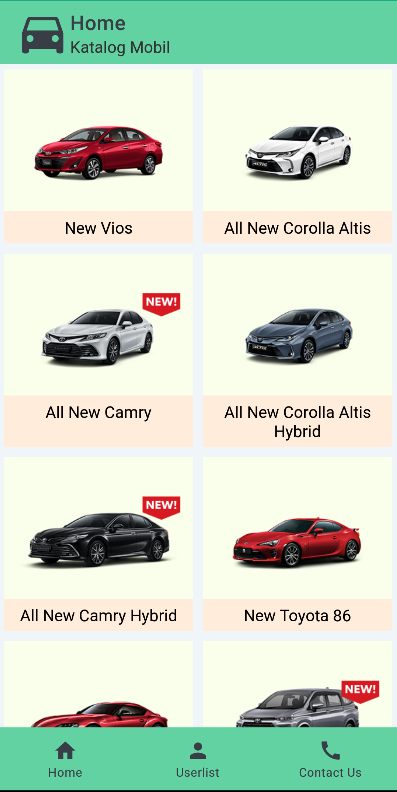 Home
Katalog Mobil
New Vios
All New Corolla Altis
NEW!
All New Camry
All New Corolla Altis
Hybrid
NEW!
All New Camry Hybrid
New Toyota 86
NEW!
Home
Userlist
Contact Us